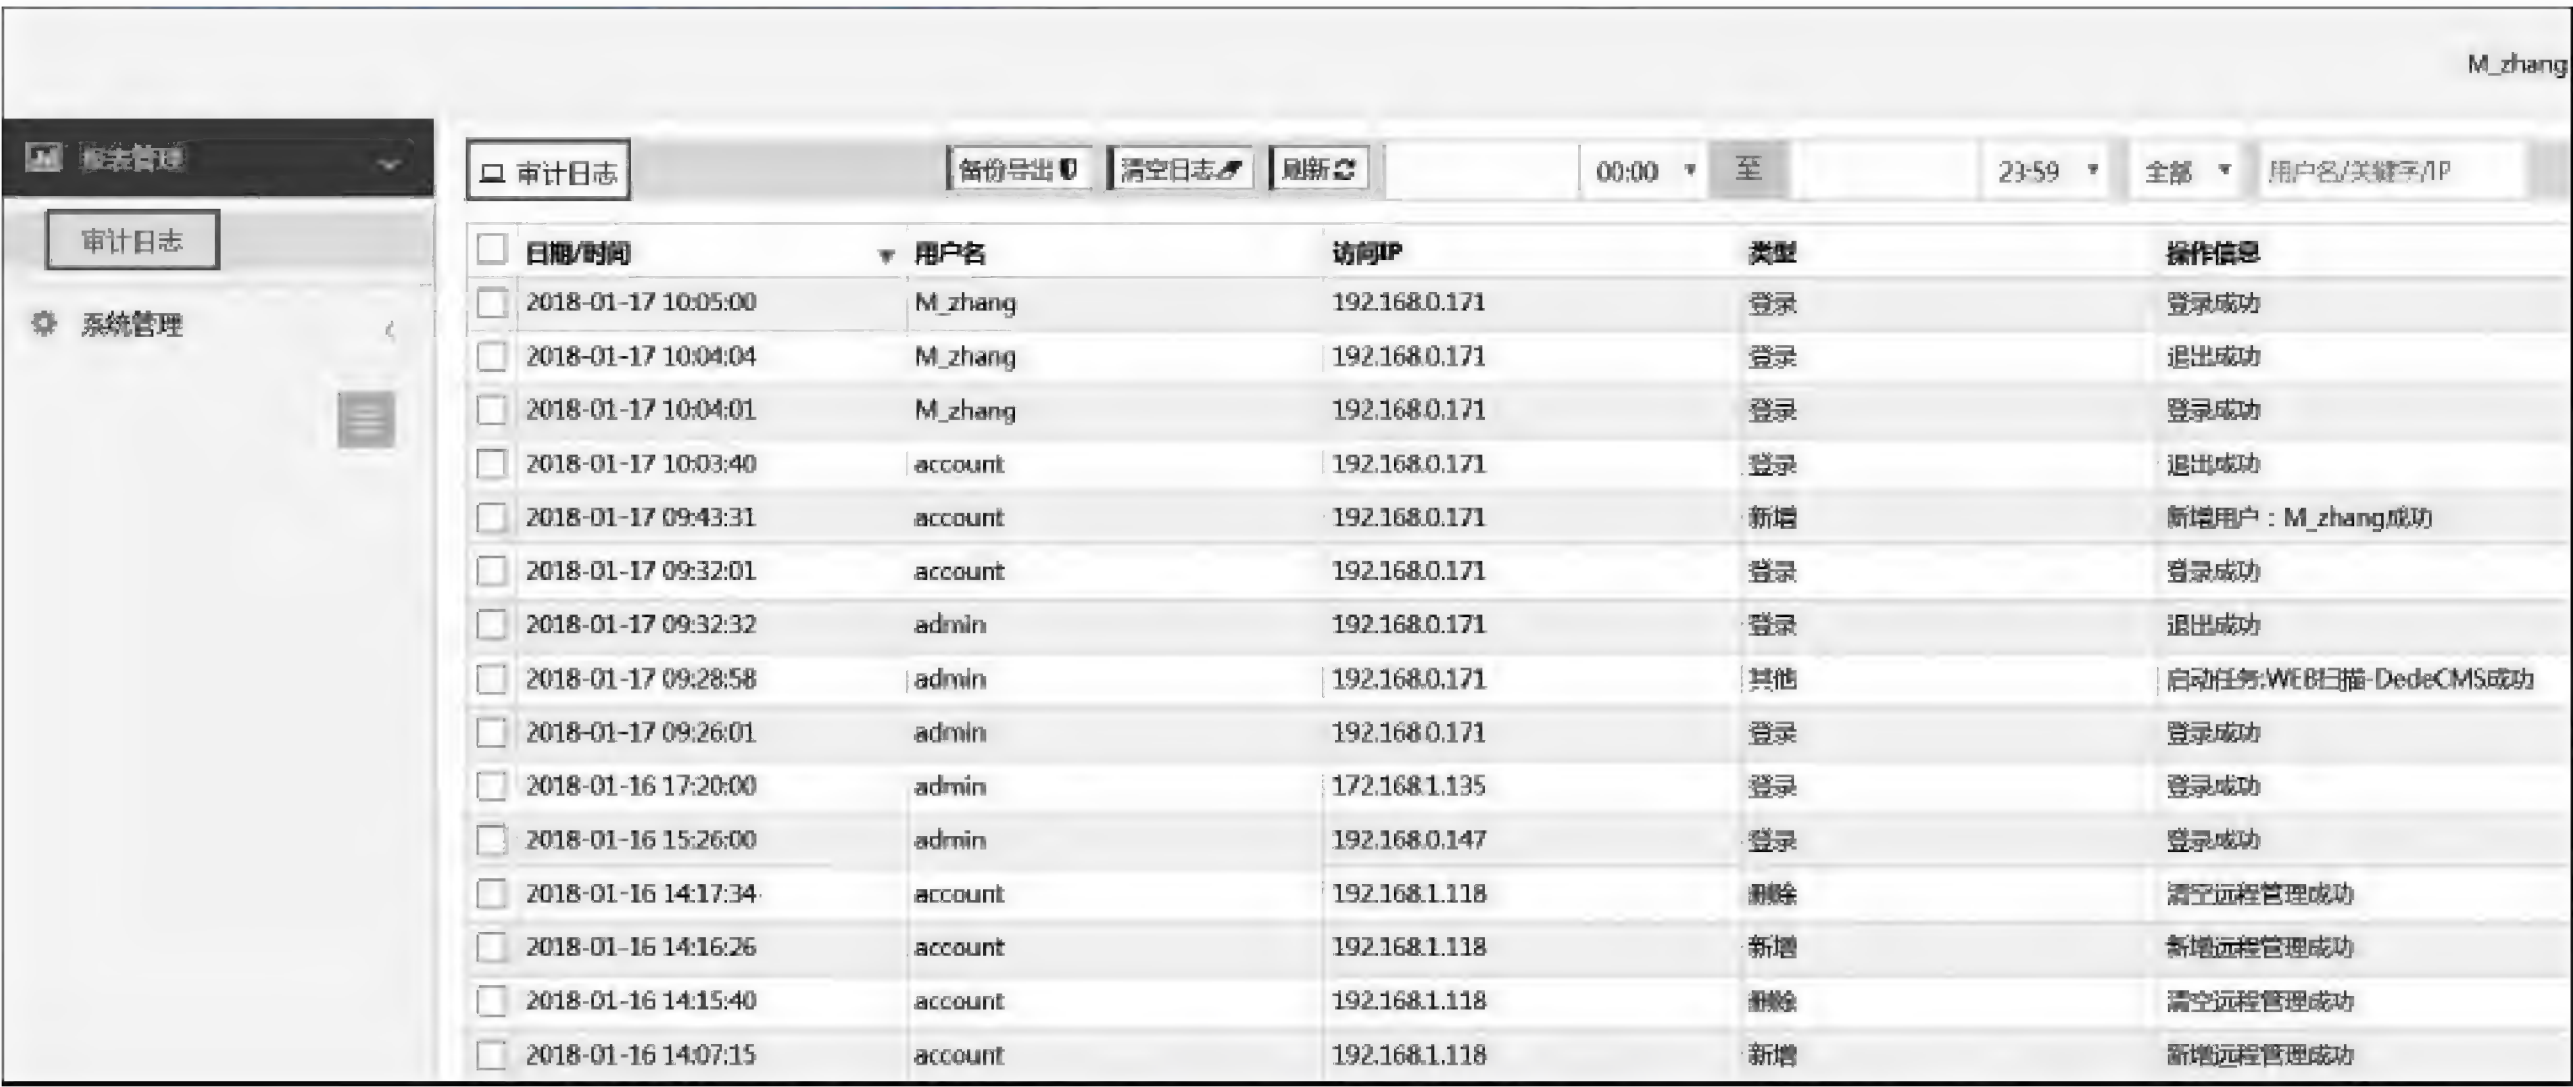 M_zhang
报表管理
审计日志
系统管理
审计日志 备份导出 清空日志 刷新 00:00 至 23:59 全部 用户名/关键字/IP
日期/时间 用户名 访问IP 类型 操作信息
2018-01-17 10:05:00 M_zhang 192.168.0.171 登录 登录成功
2018-01-17 10:04:04 M_zhang 192.168.0.171 登录 退出成功
2018-01-17 10:04:01 M_zhang 192.168.0.171 登录 登录成功
2018-01-17 10:03:40 account 192.168.0.171 登录 退出成功
2018-01-17 09:43:31 account 192.168.0.171 新增 新增用户：M_zhang成功
2018-01-17 09:32:01 account 192.168.0.171 登录 登录成功
2018-01-17 09:32:32 admin 192.168.0.171 登录 退出成功
2018-01-17 09:28:58 admin 192.168.0.171 其他 启动任务:WEB扫描-DedeCMS成功
2018-01-17 09:26:01 admin 192.168.0.171 登录 登录成功
2018-01-16 17:20:00 admin 172.168.1.135 登录 登录成功
2018-01-16 15:26:00 admin 192.168.0.147 登录 登录成功
2018-01-16 14:17:34 account 192.168.1.118 删除 清空远程管理成功
2018-01-16 14:16:26 account 192.168.1.118 新增 新增远程管理成功
2018-01-16 14:15:40 account 192.168.1.118 删除 清空远程管理成功
2018-01-16 14:07:15 account 192.168.1.118 新增 新增远程管理成功